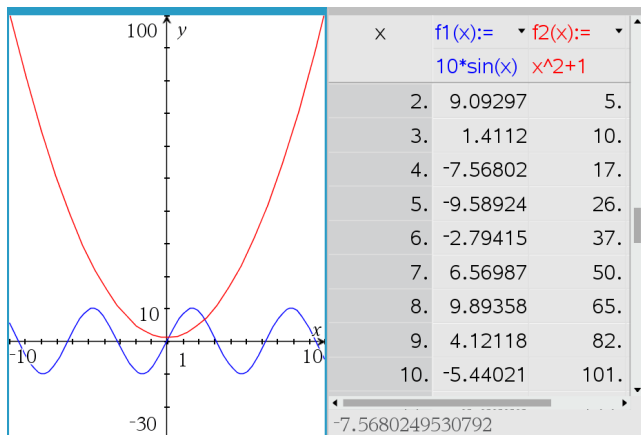 100 y
10
x
-10 1 10
-30
x f1(x):= f2(x):=
10*sin(x) x^2+1
2. 9.09297 5.
3. 1.4112 10.
4. -7.56802 17.
5. -9.58924 26.
6. -2.79415 37.
7. 6.56987 50.
8. 9.89358 65.
9. 4.12118 82.
10. -5.44021 101.
-7.5680249530792